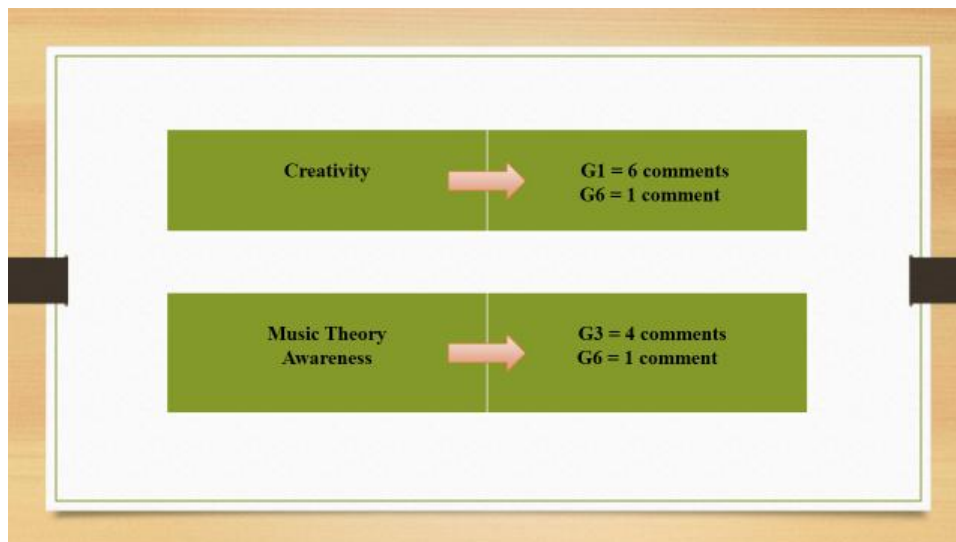 Creativity
G1 = 6 comments
G6 = 1 comment
Music Theory
Awareness
G3 = 4 comments
G6 = 1 comment